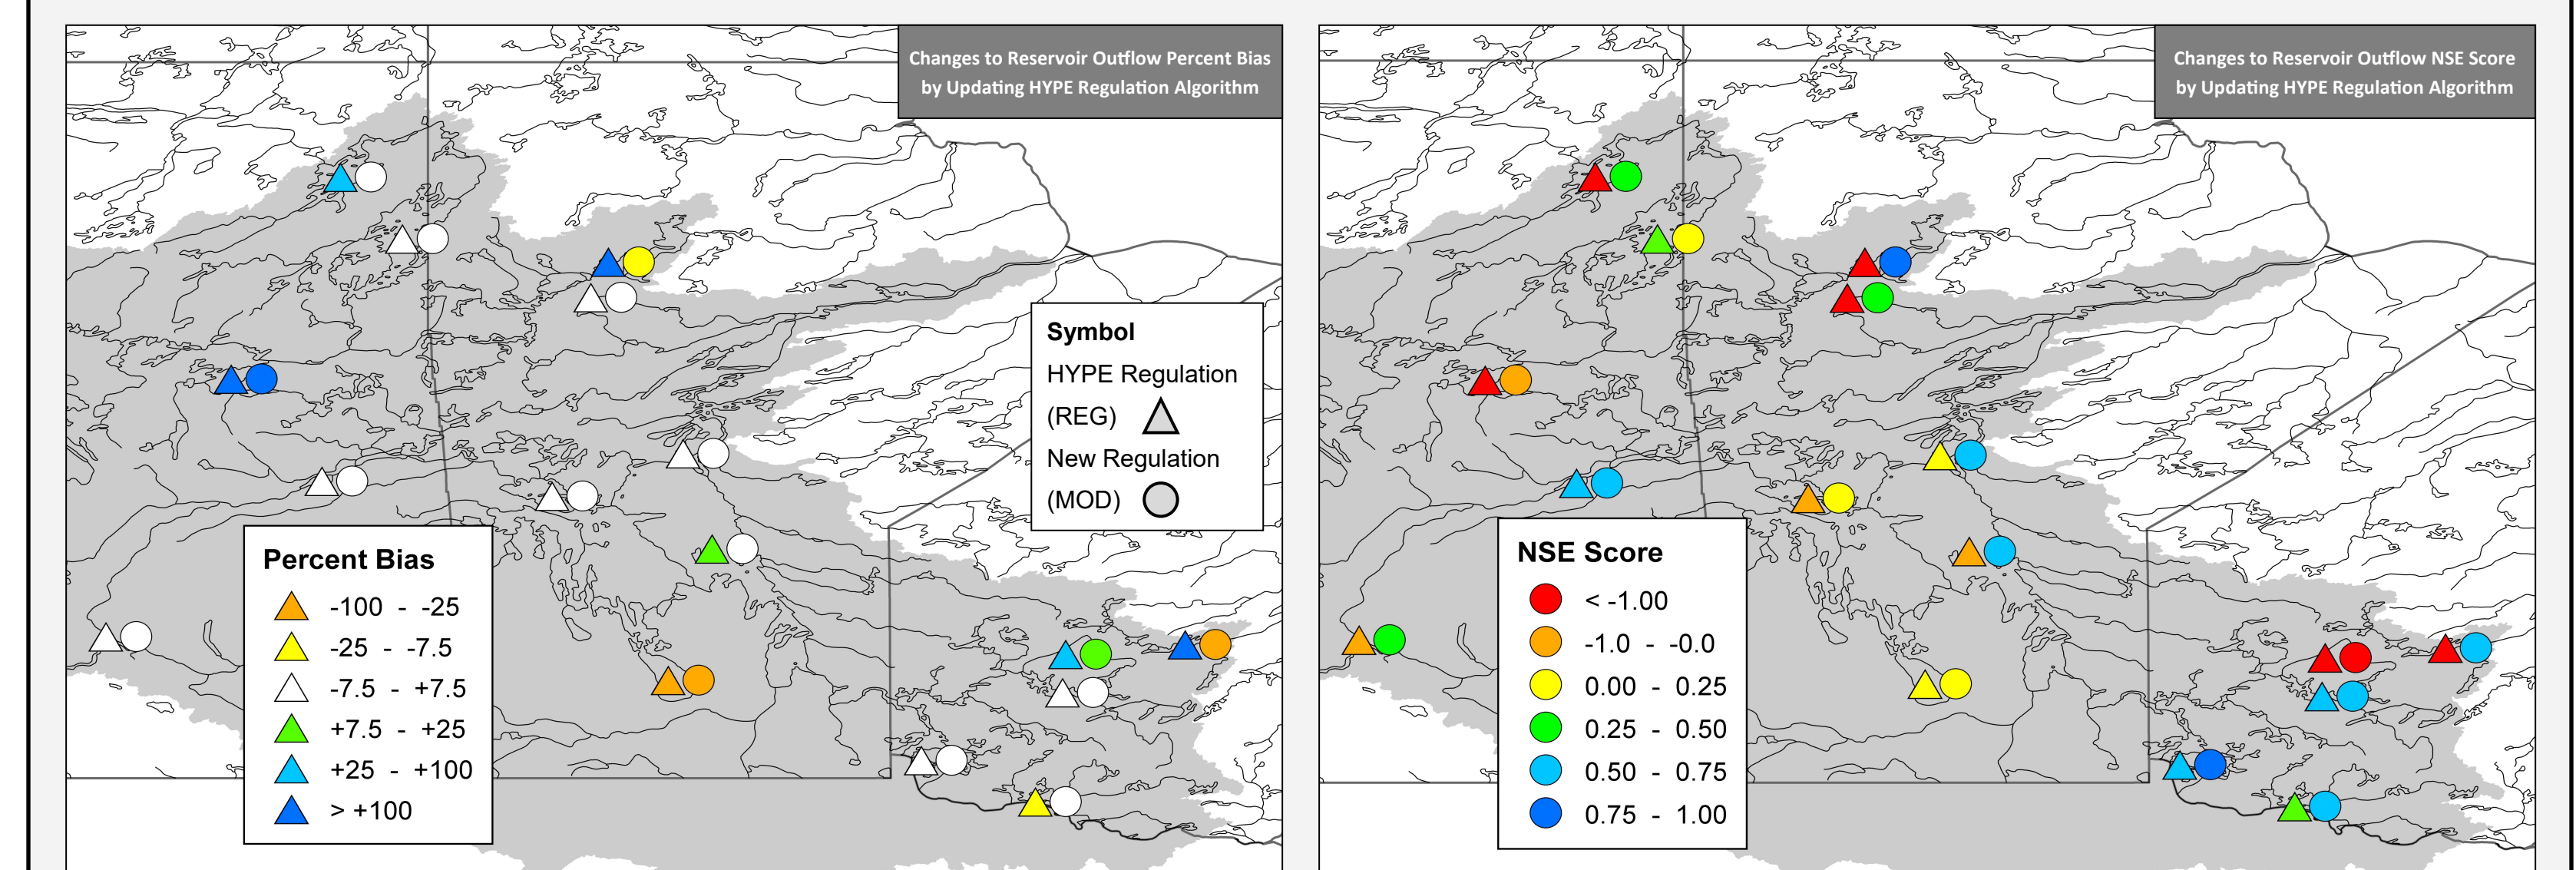 Changes to Reservoir Outflow Percent Bias
by Updating HYPE Regulation Algorithm
Symbol
HYPE Regulation
(REG)
New Regulation
(MOD)
Percent Bias
-100 - -25
-25 - -7.5
-7.5 - +7.5
+7.5 - +25
+25 - +100
> +100
Changes to Reservoir Outflow NSE Score
by Updating HYPE Regulation Algorithm
NSE Score
< -1.00
-1.0 - -0.0
0.00 - 0.25
0.25 - 0.50
0.50 - 0.75
0.75 - 1.00